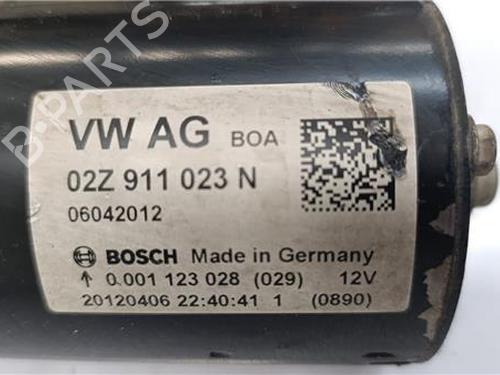 B-PARTS
VW AG BOA
02Z 911 023 N
06042012
BOSCH Made in Germany
↑ 0 001 123 028 (029) 12V
20120406 22:40:41 1 (0890)